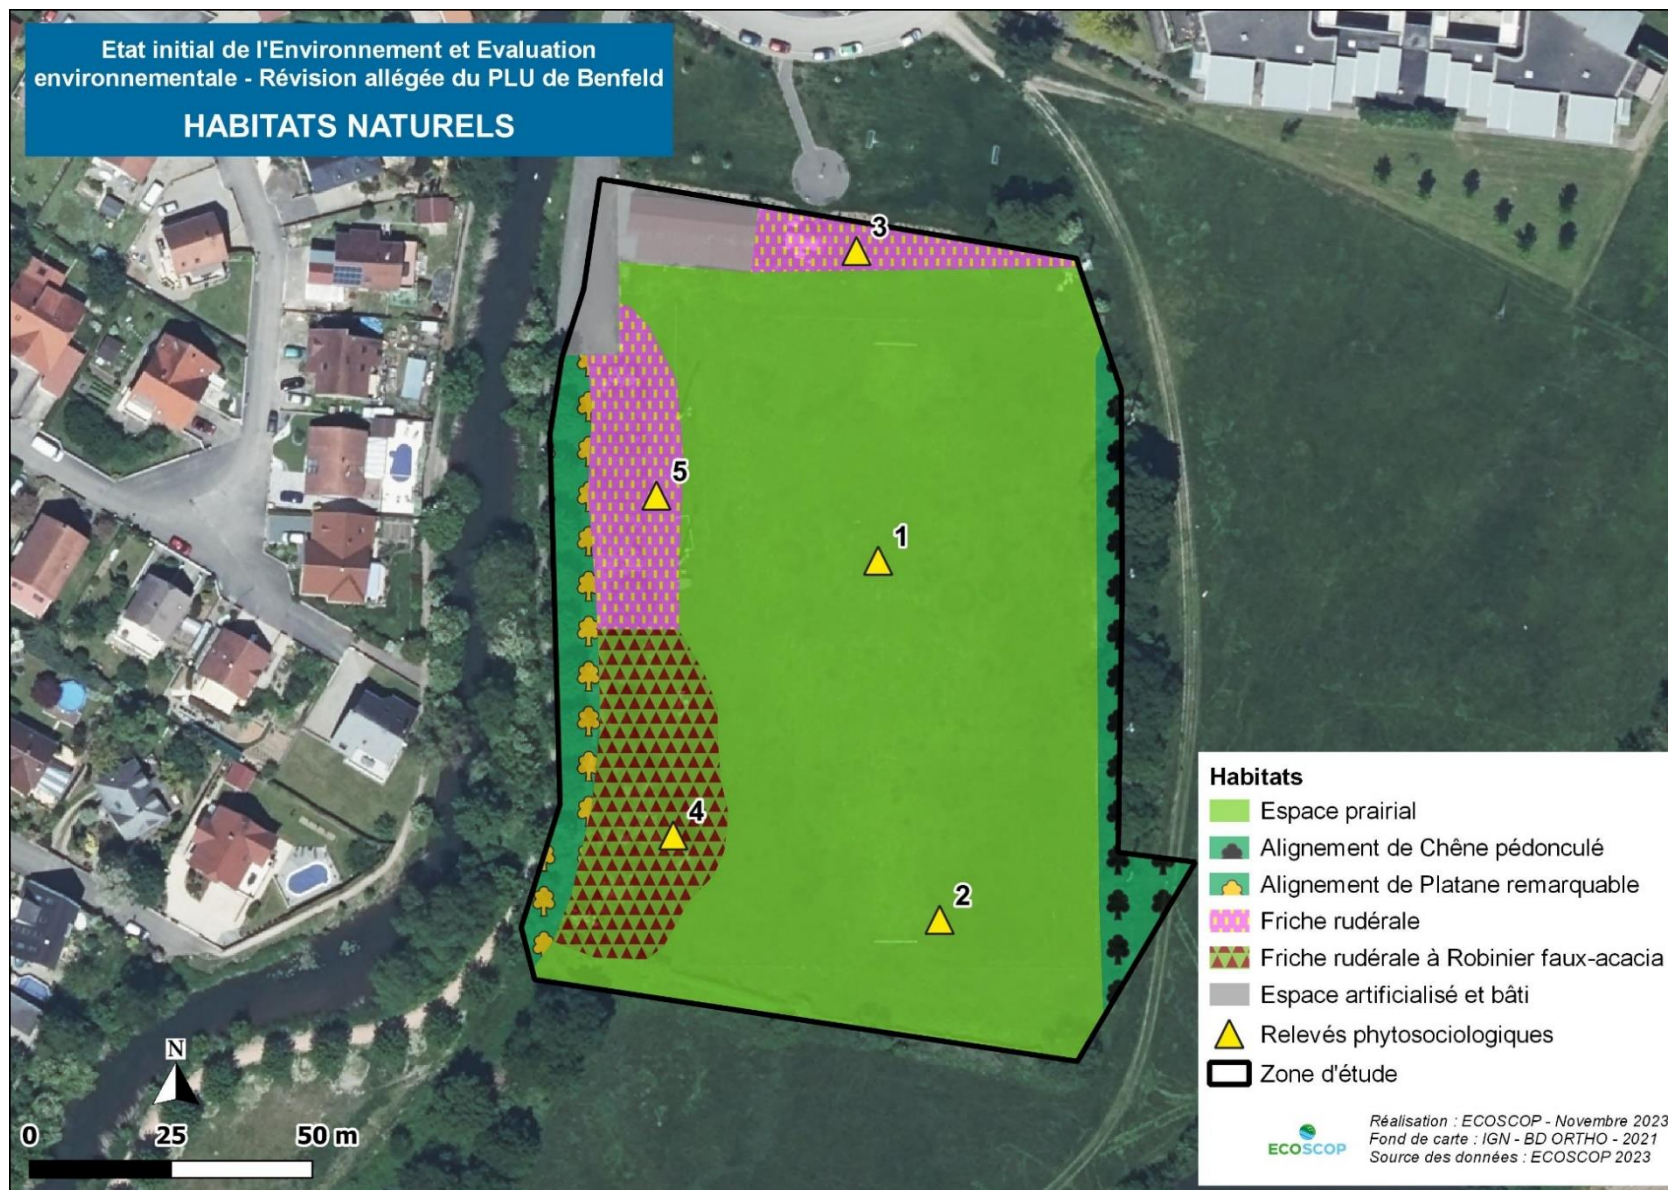 Etat initial de l'Environnement et Evaluation
environnementale - Révision allégée du PLU de Benfeld
HABITATS NATURELS
3
5
1
4
2
N
0 25 50 m
Habitats
Espace prairial
Alignement de Chêne pédonculé
Alignement de Platane remarquable
Friche rudérale
Friche rudérale à Robinier faux-acacia
Espace artificialisé et bâti
Relevés phytosociologiques
Zone d'étude
ECOSCOP
Réalisation : ECOSCOP - Novembre 2023
Fond de carte : IGN - BD ORTHO - 2021
Source des données : ECOSCOP 2023